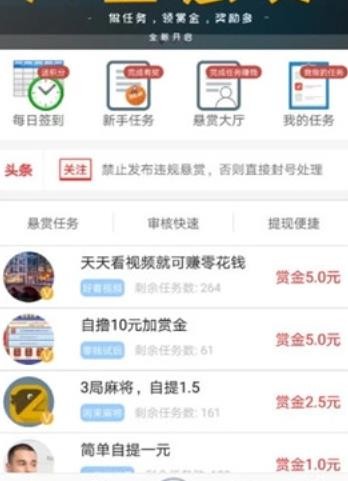 - 做任务，领赏金，奖励多 -
全新开启
送积分
完成有奖
完成任务赚钱
我做的任务
每日签到
新手任务
悬赏大厅
我的任务
头条
关注
禁止发布违规悬赏，否则直接封号处理
悬赏任务
审核快速
提现便捷
天天看视频就可赚零花钱
好看视频
剩余任务数: 264
赏金5.0元
自撸10元加赏金
零钱试玩
剩余任务数: 61
赏金5.0元
3局麻将，自提1.5
闲来麻将
剩余任务数: 161
赏金2.5元
简单自提一元
赏金1.0元